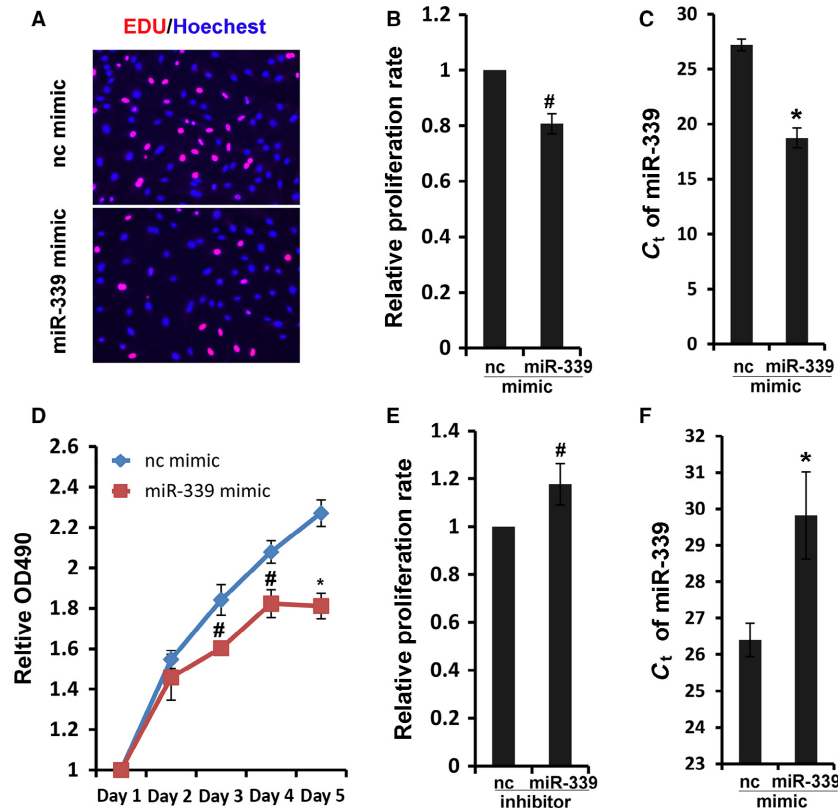 A
EDU/Hoechest
nc mimic
miR-339 mimic
B
Relative proliferation rate
1.2
1
0.8
0.6
0.4
0.2
0
#
nc miR-339
mimic
C
Ct of miR-339
30
25
20
15
10
5
0
*
nc miR-339
mimic
D
Reltive OD490
2.6
2.4
2.2
2
1.8
1.6
1.4
1.2
1
nc mimic
miR-339 mimic
#
#
*
Day 1 Day 2 Day 3 Day 4 Day 5
E
Relative proliferation rate
1.4
1.2
1
0.8
0.6
0.4
0.2
0
#
nc miR-339
inhibitor
F
Ct of miR-339
32
31
30
29
28
27
26
25
24
23
*
nc miR-339
mimic